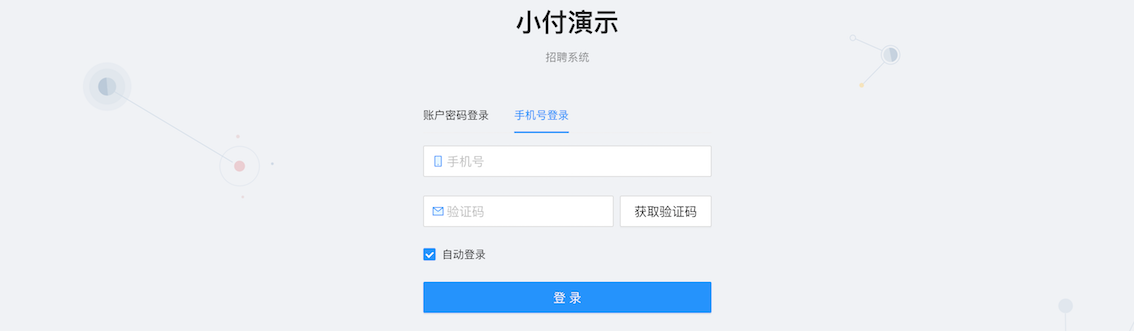 小付演示
招聘系统
账户密码登录 手机号登录
手机号
验证码 获取验证码
自动登录
登 录